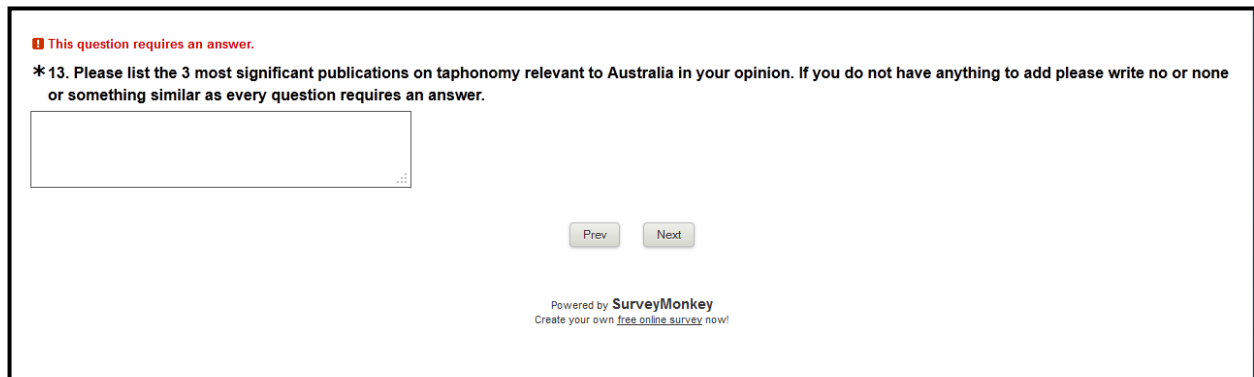 ! This question requires an answer.
*13. Please list the 3 most significant publications on taphonomy relevant to Australia in your opinion. If you do not have anything to add please write no or none
or something similar as every question requires an answer.
Prev Next
Powered by SurveyMonkey
Create your own free online survey now!